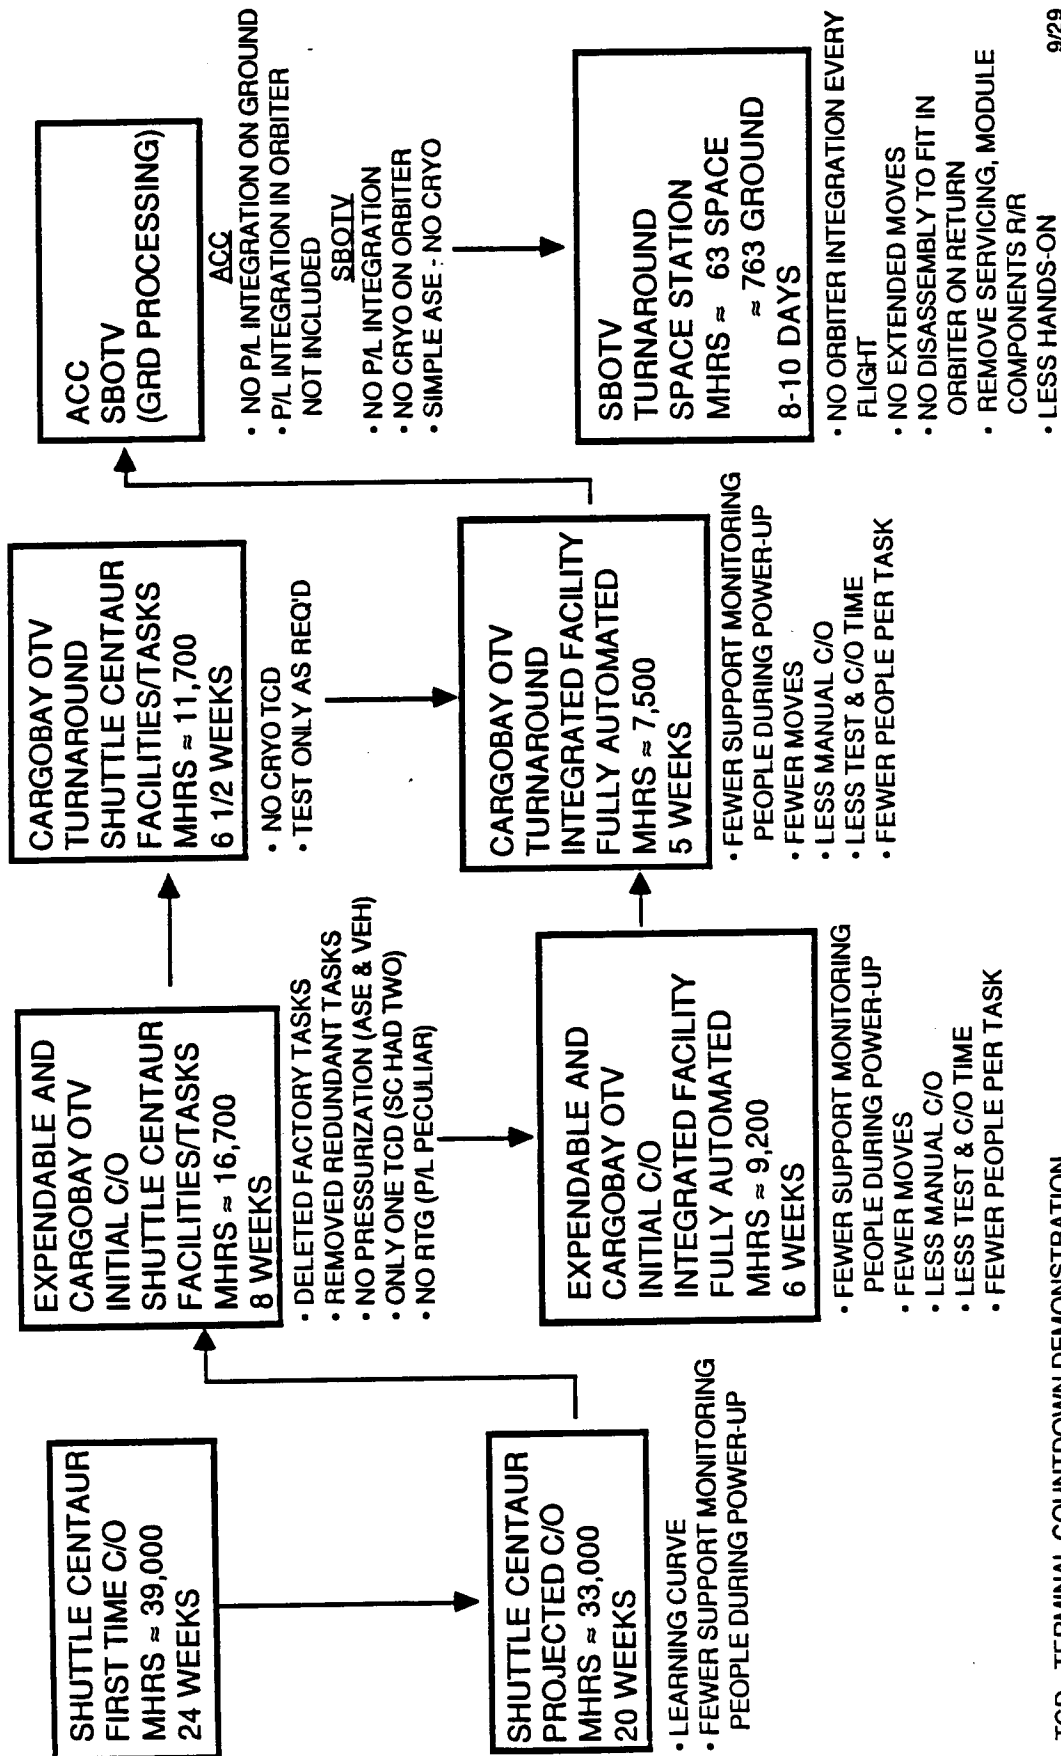 SHUTTLE CENTAUR
FIRST TIME C/O
MHRS ≈ 39,000
24 WEEKS
SHUTTLE CENTAUR
PROJECTED C/O
MHRS ≈ 33,000
20 WEEKS
• LEARNING CURVE
• FEWER SUPPORT MONITORING
PEOPLE DURING POWER-UP
EXPENDABLE AND
CARGOBAY OTV
INITIAL C/O
SHUTTLE CENTAUR
FACILITIES/TASKS
MHRS ≈ 16,700
8 WEEKS
• DELETED FACTORY TASKS
• REMOVED REDUNDANT TASKS
• NO PRESSURIZATION (ASE & VEH)
• ONLY ONE TCD (SC HAD TWO)
• NO RTG (P/L PECULIAR)
EXPENDABLE AND
CARGOBAY OTV
INITIAL C/O
INTEGRATED FACILITY
FULLY AUTOMATED
MHRS ≈ 9,200
6 WEEKS
• FEWER SUPPORT MONITORING
PEOPLE DURING POWER-UP
• FEWER MOVES
• LESS MANUAL C/O
• LESS TEST & C/O TIME
• FEWER PEOPLE PER TASK
CARGOBAY OTV
TURNAROUND
SHUTTLE CENTAUR
FACILITIES/TASKS
MHRS ≈ 11,700
6 1/2 WEEKS
• NO CRYO TCD
• TEST ONLY AS REQ'D
CARGOBAY OTV
TURNAROUND
INTEGRATED FACILITY
FULLY AUTOMATED
MHRS ≈ 7,500
5 WEEKS
• FEWER SUPPORT MONITORING
PEOPLE DURING POWER-UP
• FEWER MOVES
• LESS MANUAL C/O
• LESS TEST & C/O TIME
• FEWER PEOPLE PER TASK
ACC
SBOTV
(GRD PROCESSING)
ACC
• NO P/L INTEGRATION ON GROUND
• P/L INTEGRATION IN ORBITER
NOT INCLUDED
SBOTV
• NO P/L INTEGRATION
• NO CRYO ON ORBITER
• SIMPLE ASE - NO CRYO
SBOTV
TURNAROUND
SPACE STATION
MHRS ≈ 63 SPACE
≈ 763 GROUND
8-10 DAYS
• NO ORBITER INTEGRATION EVERY
FLIGHT
• NO EXTENDED MOVES
• NO DISASSEMBLY TO FIT IN
ORBITER ON RETURN
• REMOVE SERVICING, MODULE
COMPONENTS R/R
• LESS HANDS-ON
TCD - TERMINAL COUNTDOWN DEMONSTRATION
9/29